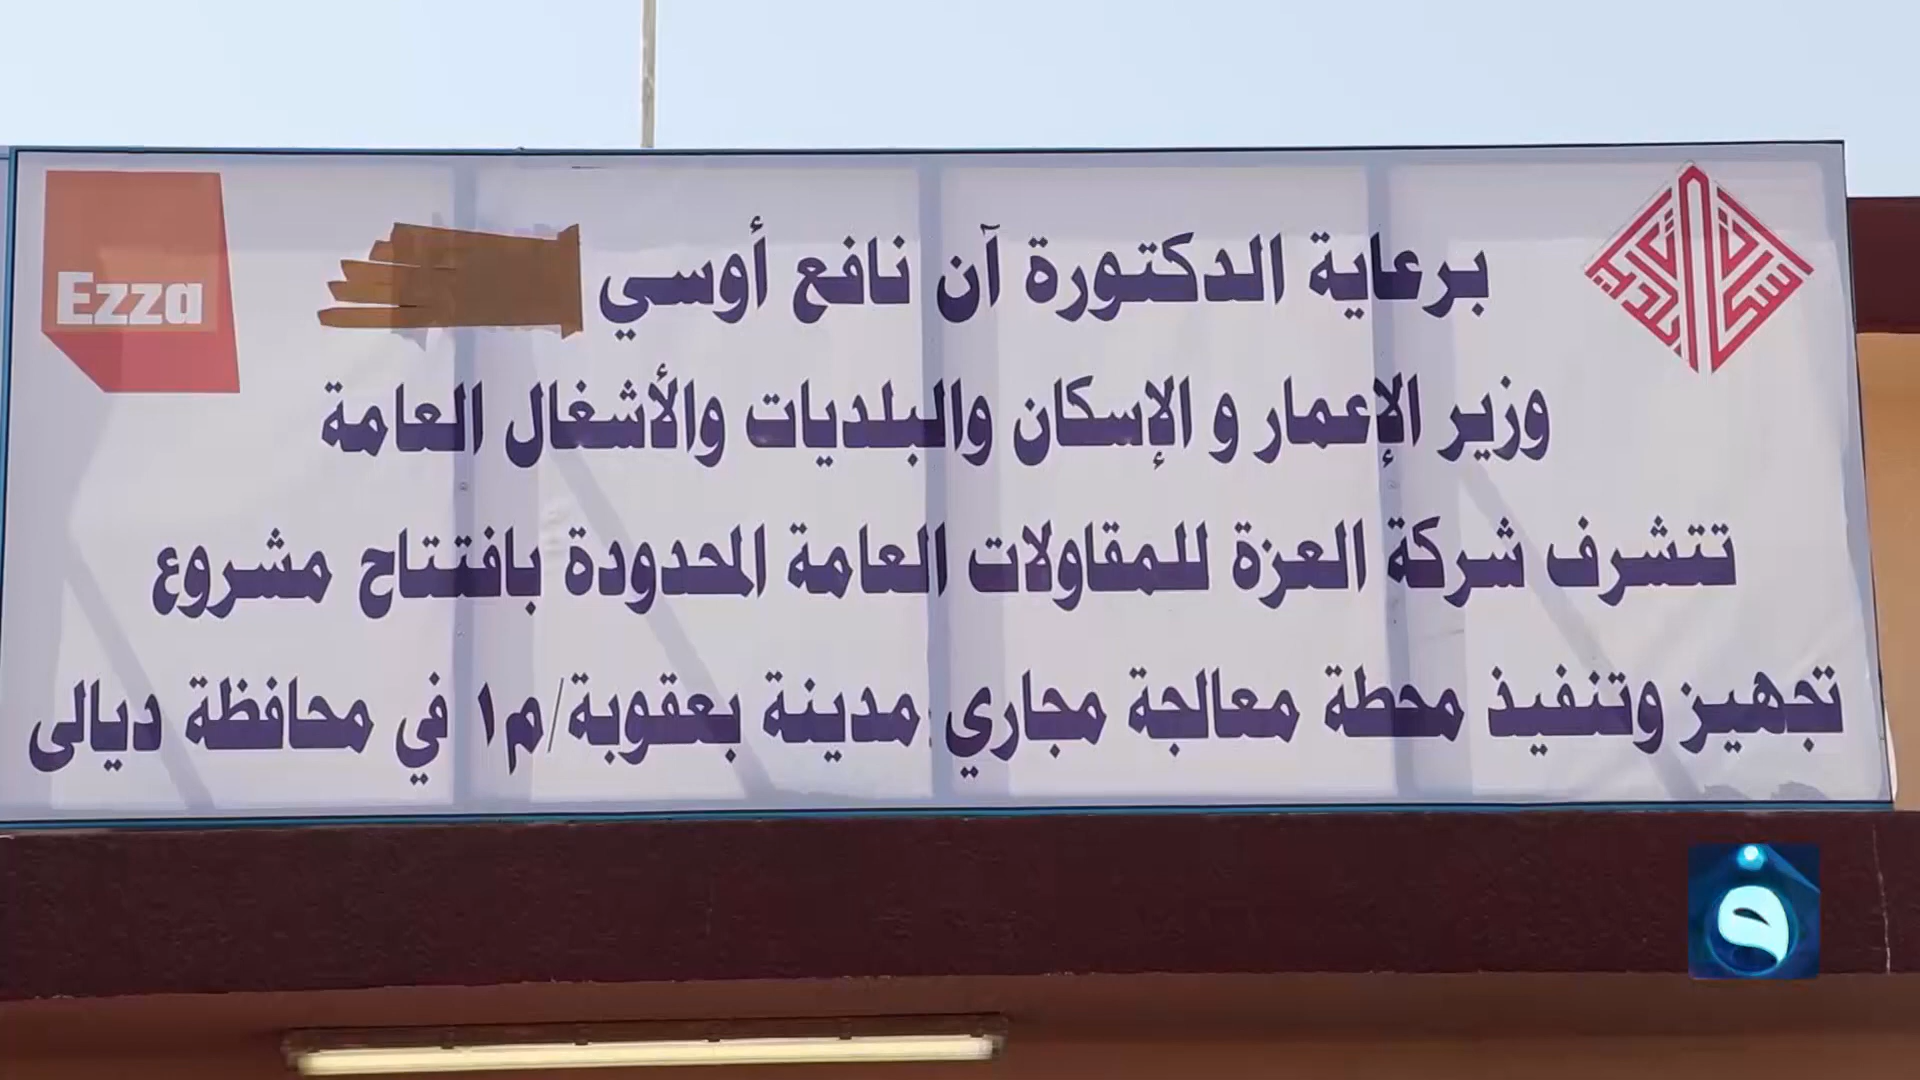 Ezza
برعاية الدكتورة آن نافع أوسي
وزير الإعمار و الإسكان والبلديات والأشغال العامة
تتشرف شركة العزة للمقاولات العامة المحدودة بافتتاح مشروع
تجهيز وتنفيذ محطة معالجة مجاري مدينة بعقوبة/م١ في محافظة ديالى